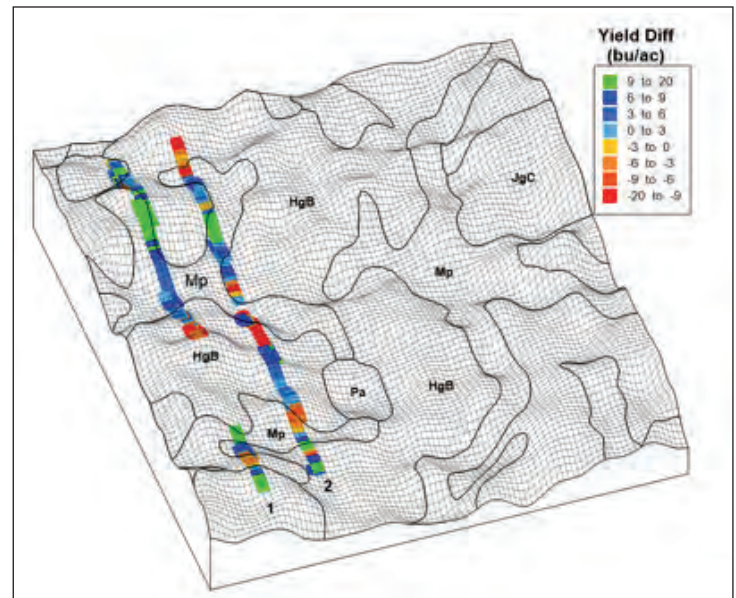 Yield Diff
(bu/ac)
9 to 20
6 to 9
3 to 6
0 to 3
-3 to 0
-6 to -3
-9 to -6
-20 to -9
JgC
HgB
Mp
Mp
HgB
Pa
HgB
Mp
2
1